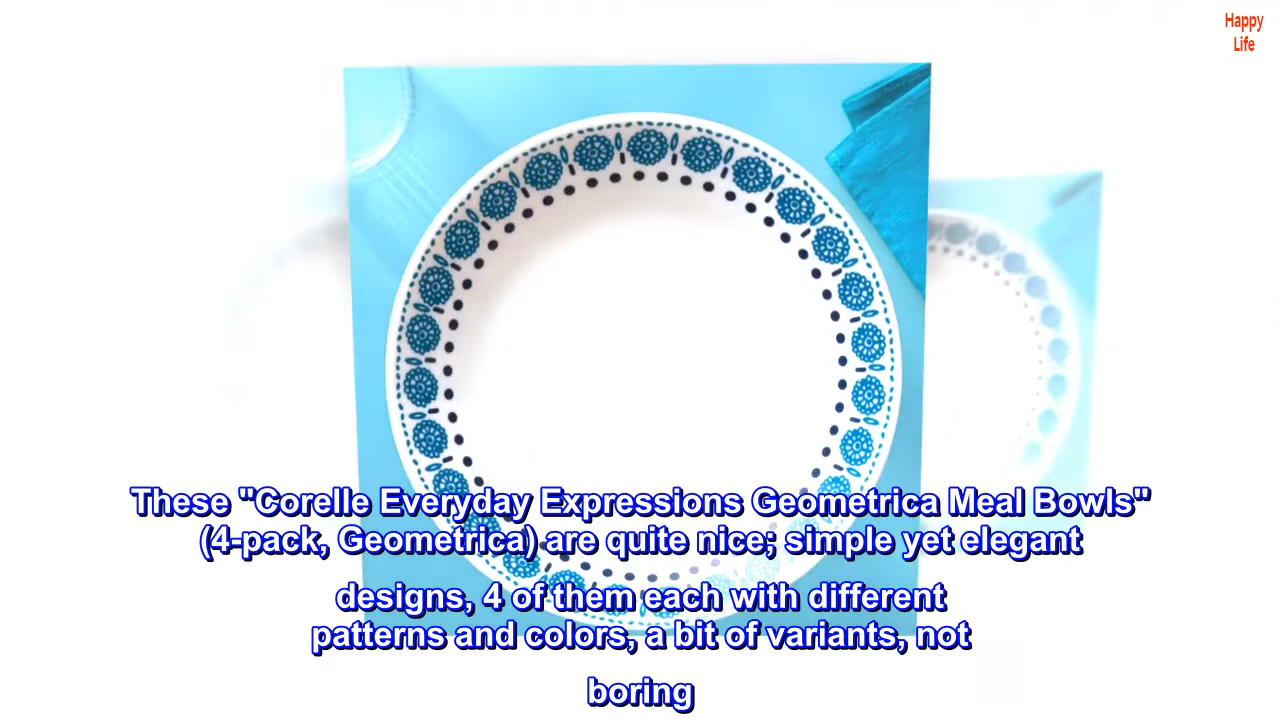 Happy
Life
These "Corelle Everyday Expressions Geometrica Meal Bowls"
(4-pack, Geometrica) are quite nice; simple yet elegant
designs, 4 of them each with different
patterns and colors, a bit of variants, not
boring